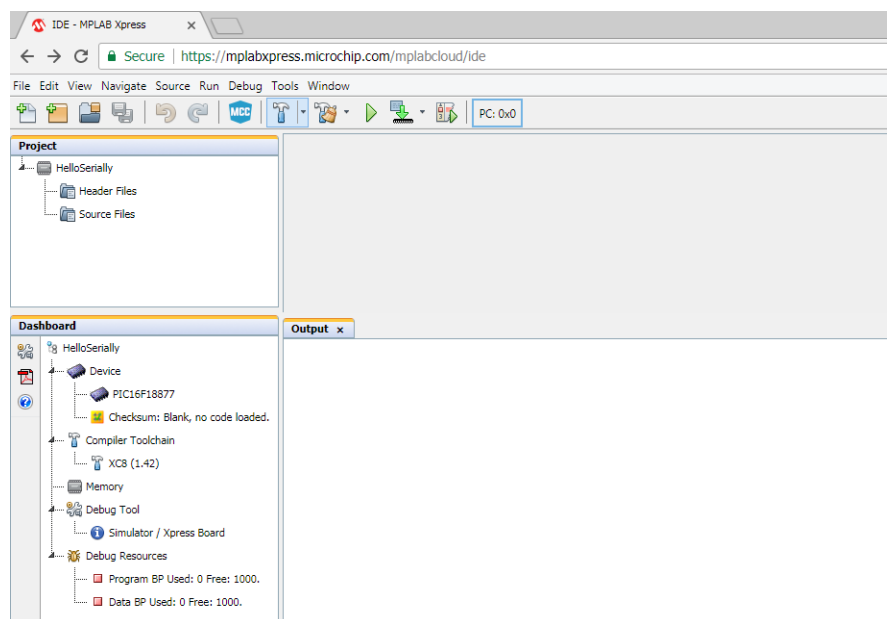 IDE - MPLAB Xpress
Secure | https://mplabxpress.microchip.com/mplabcloud/ide
File Edit View Navigate Source Run Debug Tools Window
MCC PC: 0x0
Project
HelloSerially
Header Files
Source Files
Dashboard
HelloSerially
Device
PIC16F18877
Checksum: Blank, no code loaded.
Compiler Toolchain
XC8 (1.42)
Memory
Debug Tool
Simulator / Xpress Board
Debug Resources
Program BP Used: 0 Free: 1000.
Data BP Used: 0 Free: 1000.
Output x